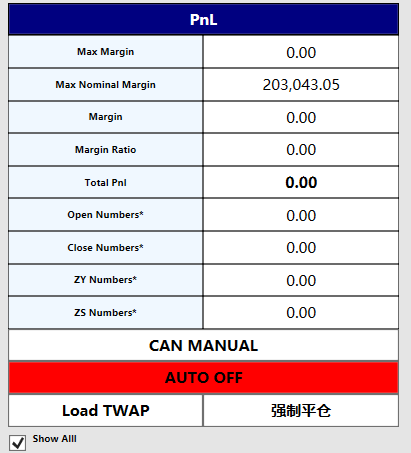 PnL
Max Margin 0.00
Max Nominal Margin 203,043.05
Margin 0.00
Margin Ratio 0.00
Total Pnl 0.00
Open Numbers* 0.00
Close Numbers* 0.00
ZY Numbers* 0.00
ZS Numbers* 0.00
CAN MANUAL
AUTO OFF
Load TWAP 强制平仓
Show Alll